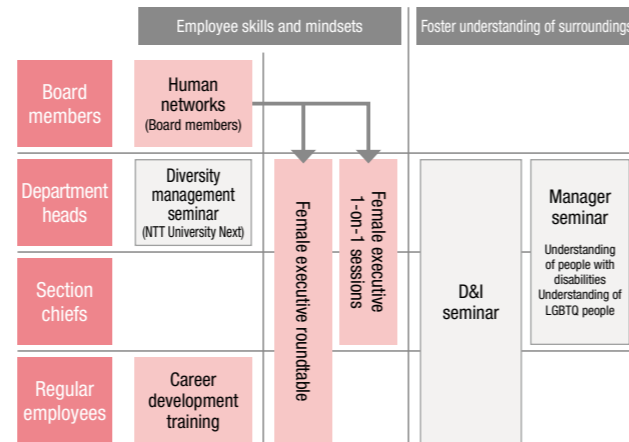 Employee skills and mindsets
Foster understanding of surroundings
Board
members
Human
networks
(Board members)
Department
heads
Diversity
management
seminar
(NTT University Next)
Female executive roundtable
Female executive
1-on-1 sessions
D&I
seminar
Manager
seminar
Understanding
of people with
disabilities
Understanding of
LGBTQ people
Section
chiefs
Regular
employees
Career
development
training